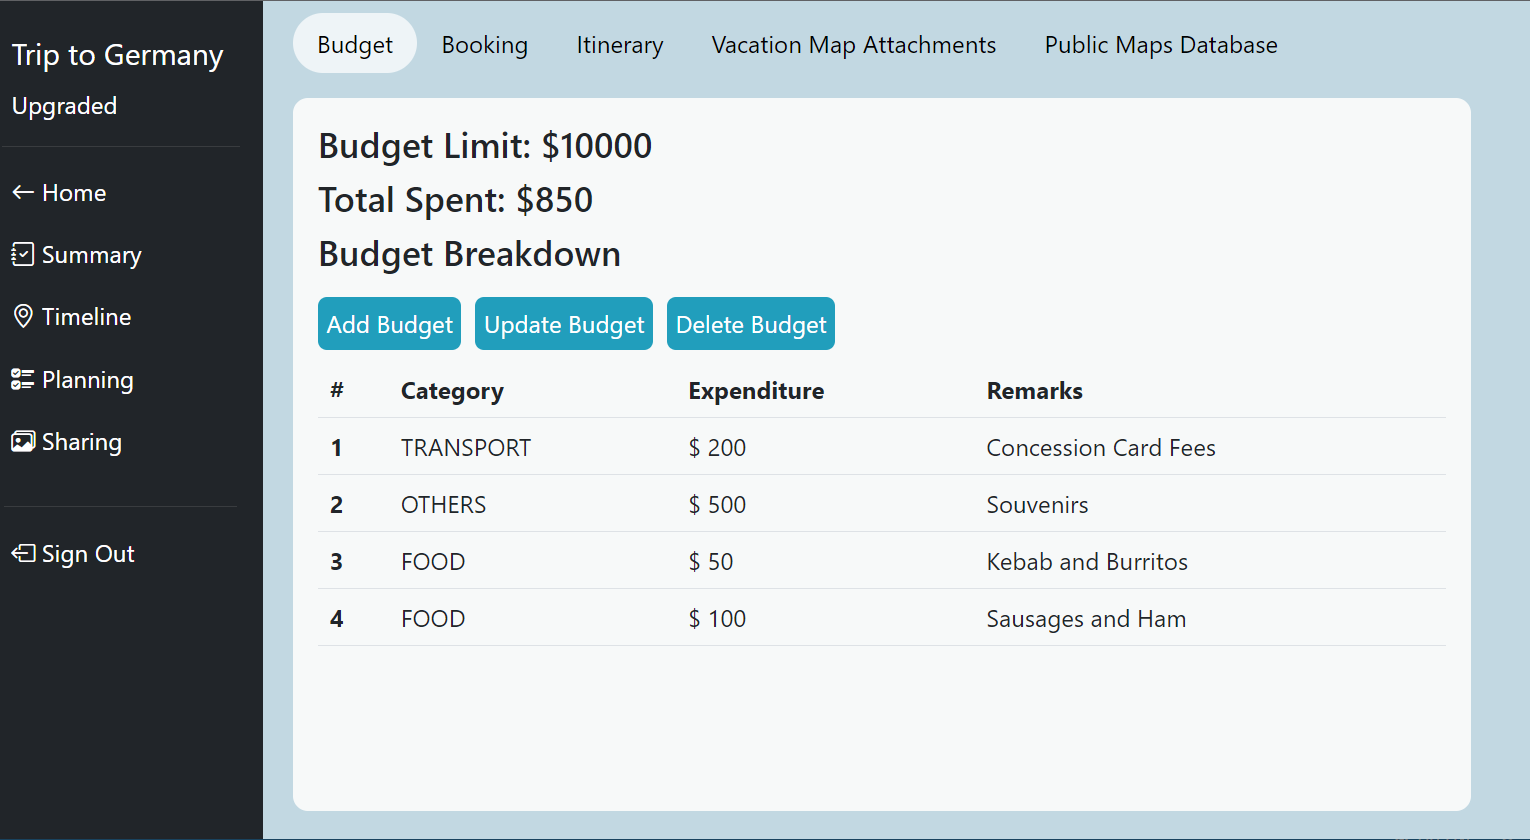 Trip to Germany
Upgraded
Home
Summary
Timeline
Planning
Sharing
Sign Out
Budget Booking Itinerary Vacation Map Attachments Public Maps Database
Budget Limit: $10000
Total Spent: $850
Budget Breakdown
Add Budget Update Budget Delete Budget
# Category Expenditure Remarks
1 TRANSPORT $ 200 Concession Card Fees
2 OTHERS $ 500 Souvenirs
3 FOOD $ 50 Kebab and Burritos
4 FOOD $ 100 Sausages and Ham